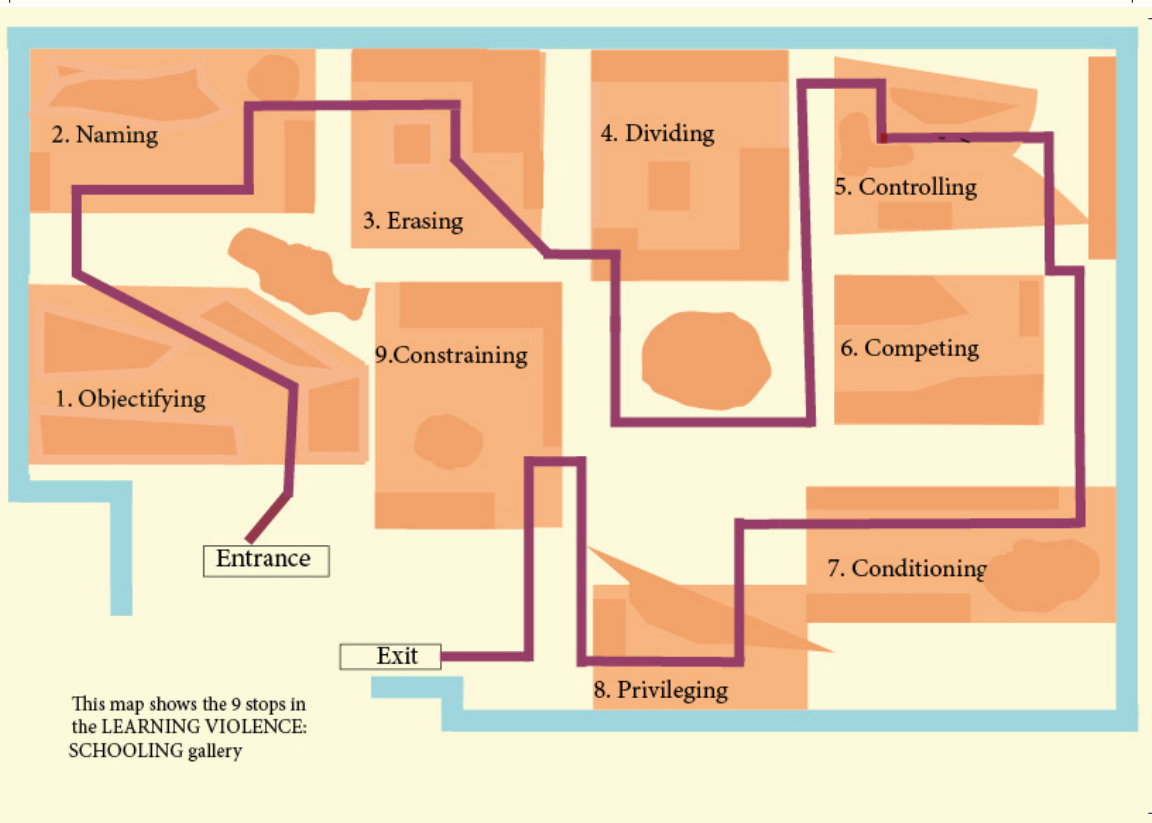 2. Naming
4. Dividing
5. Controlling
3. Erasing
9.Constraining
6. Competing
1. Objectifying
Entrance
7. Conditioning
Exit
8. Privileging
This map shows the 9 stops in
the LEARNING VIOLENCE:
SCHOOLING gallery